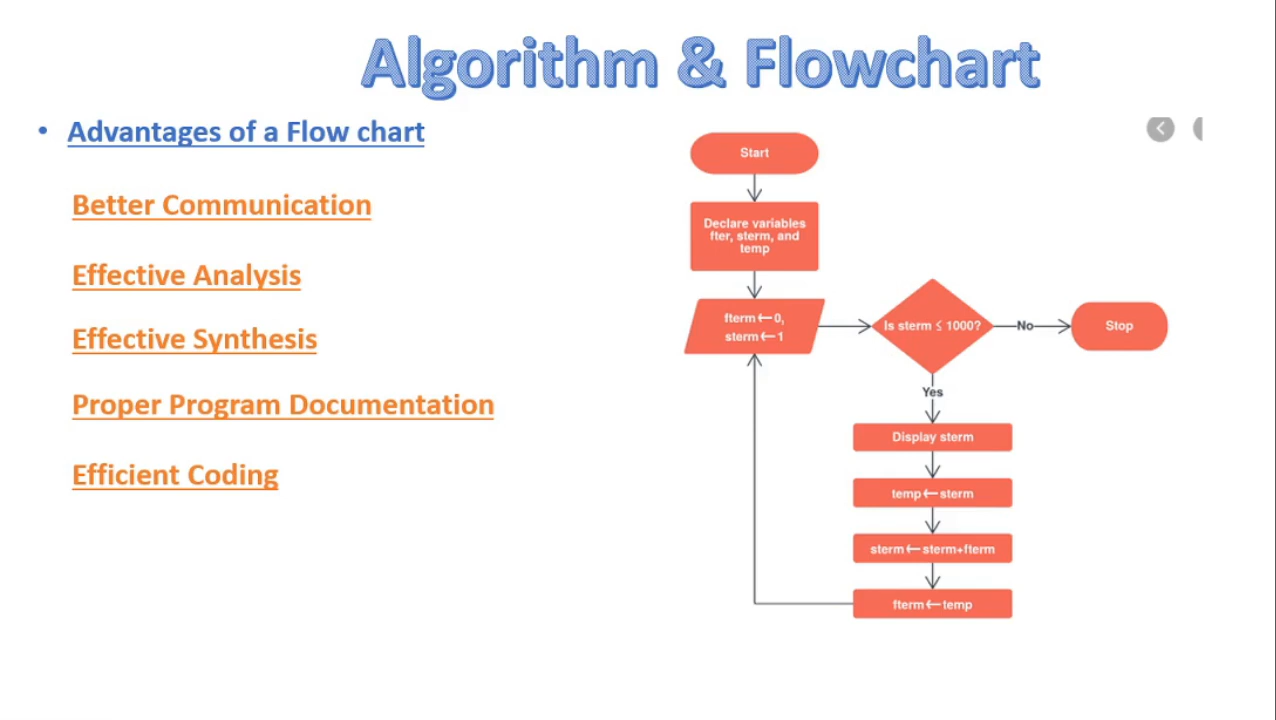 Algorithm & Flowchart
• Advantages of a Flow chart
Better Communication
Effective Analysis
Effective Synthesis
Proper Program Documentation
Efficient Coding
Start
Declare variables
fter, sterm, and
temp
fterm←0,
sterm←1
Is sterm ≤ 1000?
No
Stop
Yes
Display sterm
temp←sterm
sterm←sterm+fterm
fterm←temp